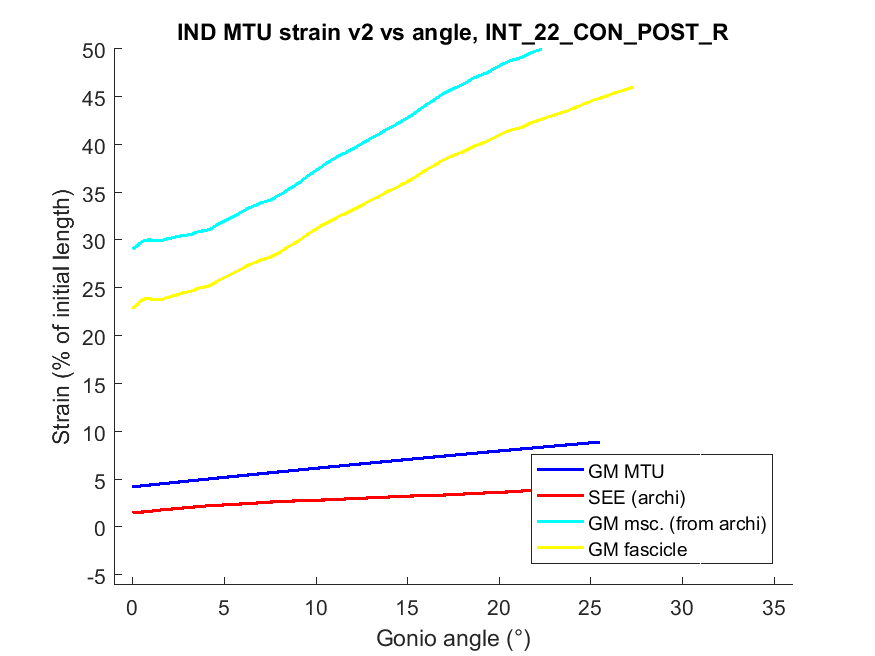 IND MTU strain v2 vs angle, INT_22_CON_POST_R
Strain (% of initial length)
50
45
40
35
30
25
20
15
10
5
0
-5
GM MTU
SEE (archi)
GM msc. (from archi)
GM fascicle
0 5 10 15 20 25 30 35
Gonio angle (°)